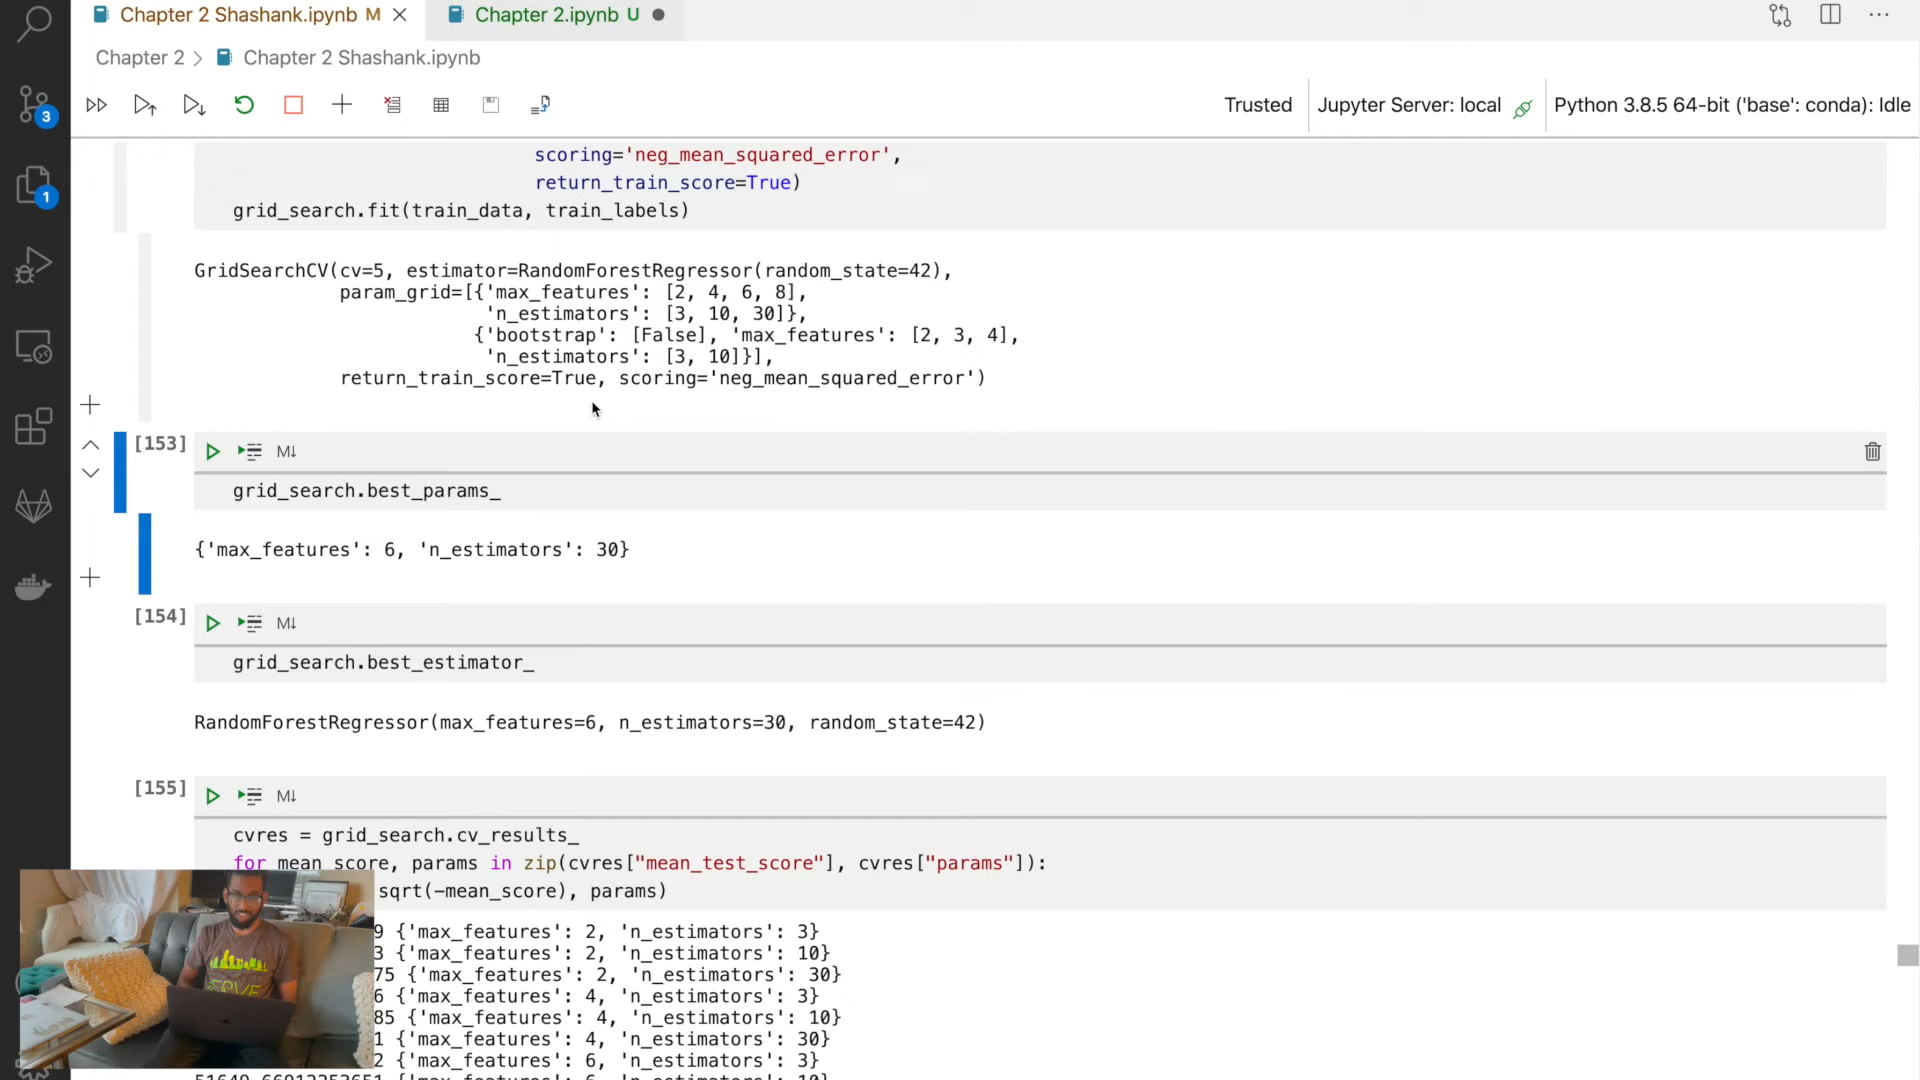 Chapter 2 Shashank.ipynb M
Chapter 2.ipynb U
Chapter 2 > Chapter 2 Shashank.ipynb
3
1
Trusted
Jupyter Server: local
Python 3.8.5 64-bit ('base': conda): Idle
scoring='neg_mean_squared_error',
return_train_score=True)
grid_search.fit(train_data, train_labels)
GridSearchCV(cv=5, estimator=RandomForestRegressor(random_state=42),
param_grid=[{'max_features': [2, 4, 6, 8],
'n_estimators': [3, 10, 30]},
{'bootstrap': [False], 'max_features': [2, 3, 4],
'n_estimators': [3, 10]}],
return_train_score=True, scoring='neg_mean_squared_error')
[153]
M↓
grid_search.best_params_
{'max_features': 6, 'n_estimators': 30}
[154]
M↓
grid_search.best_estimator_
RandomForestRegressor(max_features=6, n_estimators=30, random_state=42)
[155]
M↓
cvres = grid_search.cv_results_
for mean_score, params in zip(cvres["mean_test_score"], cvres["params"]):
sqrt(-mean_score), params)
9 {'max_features': 2, 'n_estimators': 3}
3 {'max_features': 2, 'n_estimators': 10}
75 {'max_features': 2, 'n_estimators': 30}
6 {'max_features': 4, 'n_estimators': 3}
85 {'max_features': 4, 'n_estimators': 10}
1 {'max_features': 4, 'n_estimators': 30}
2 {'max_features': 6, 'n_estimators': 3}
{'max_features': 6, 'n_estimators': 10}